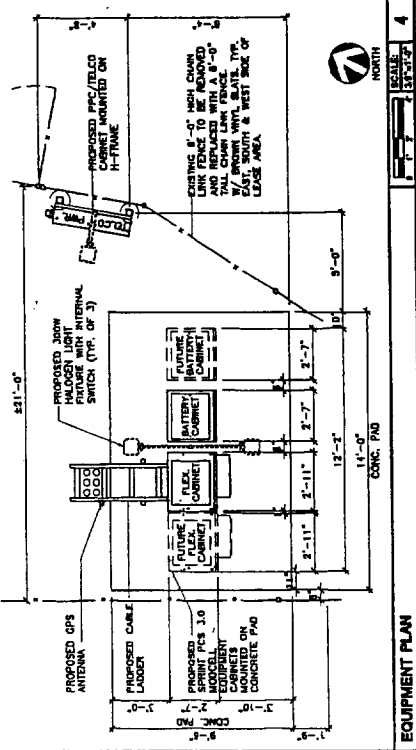 ±21'-0"
PROPOSED GPS
ANTENNA
PROPOSED 300W
HALOGEN LIGHT
FIXTURE WITH INTERNAL
SWITCH (TYP. OF 3)
PROPOSED PPC/TELCO
CABINET MOUNTED ON
H-FRAME
TELCO
PWR.
PROPOSED CABLE
LADDER
PROPOSED
SPRINT PCS 3.0
MODCELL
EQUIPMENT
CABINETS
MOUNTED ON
CONCRETE PAD
FUTURE
FLEX.
CABINET
FLEX.
CABINET
BATTERY
CABINET
FUTURE
BATTERY
CABINET
EXISTING 8'-0" HIGH CHAIN
LINK FENCE TO BE REMOVED
AND REPLACED WITH A 8'-0"
TALL CHAIN LINK FENCE
W/ BROWN VINYL SLATS. TYP.
EAST, SOUTH & WEST SIDE OF
LEASE AREA.
3'-0"
2'-7"
3'-10"
9'-6"
CONC. PAD
1'-9"
2'-11"
2'-11"
2'-7"
2'-7"
12'-2"
14'-0"
CONC. PAD
5'-0"
NORTH
EQUIPMENT PLAN
SCALE:
4